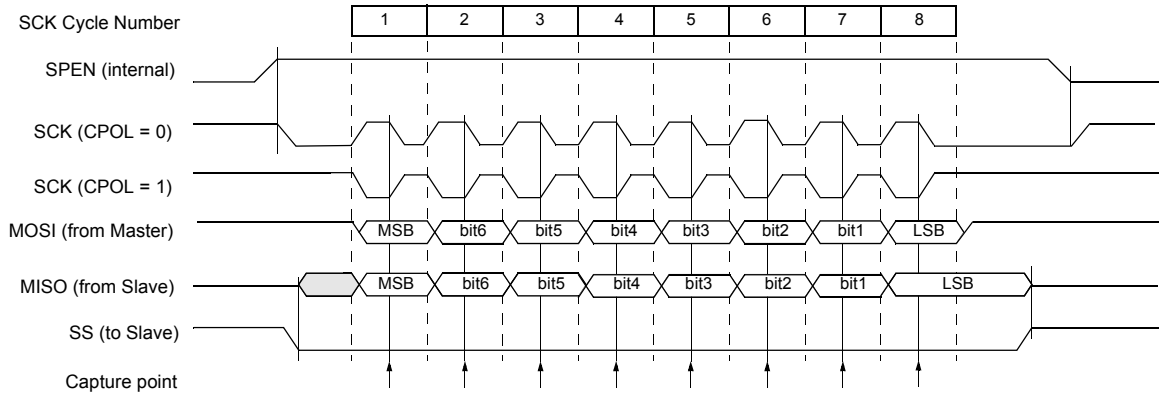 SCK Cycle Number 1 2 3 4 5 6 7 8
SPEN (internal)
SCK (CPOL = 0)
SCK (CPOL = 1)
MOSI (from Master) MSB bit6 bit5 bit4 bit3 bit2 bit1 LSB
MISO (from Slave) MSB bit6 bit5 bit4 bit3 bit2 bit1 LSB
SS (to Slave)
Capture point